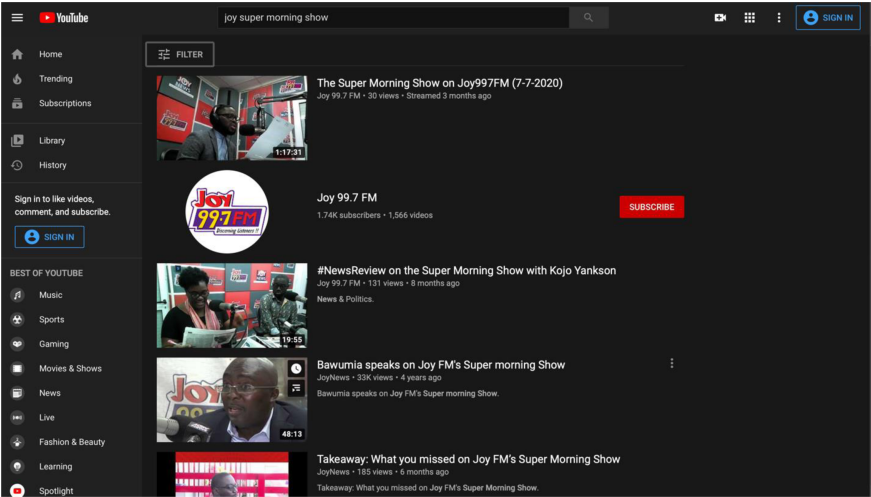 YouTube
joy super morning show
SIGN IN
Home
Trending
Subscriptions
Library
History
Sign in to like videos,
comment, and subscribe.
SIGN IN
BEST OF YOUTUBE
Music
Sports
Gaming
Movies & Shows
News
Live
Fashion & Beauty
Learning
Spotlight
FILTER
1:17:31
The Super Morning Show on Joy997FM (7-7-2020)
Joy 99.7 FM • 30 views • Streamed 3 months ago
Joy
99.7 FM
Discerning Listeners !!
Joy 99.7 FM
1.74K subscribers • 1,566 videos
SUBSCRIBE
19:55
#NewsReview on the Super Morning Show with Kojo Yankson
Joy 99.7 FM • 131 views • 8 months ago
News & Politics.
Joy
48:13
Bawumia speaks on Joy FM's Super morning Show
JoyNews • 33K views • 4 years ago
Bawumia speaks on Joy FM's Super morning Show.
Takeaway: What you missed on Joy FM's Super Morning Show
JoyNews • 185 views • 6 months ago
Takeaway: What you missed on Joy FM's Super Morning Show.